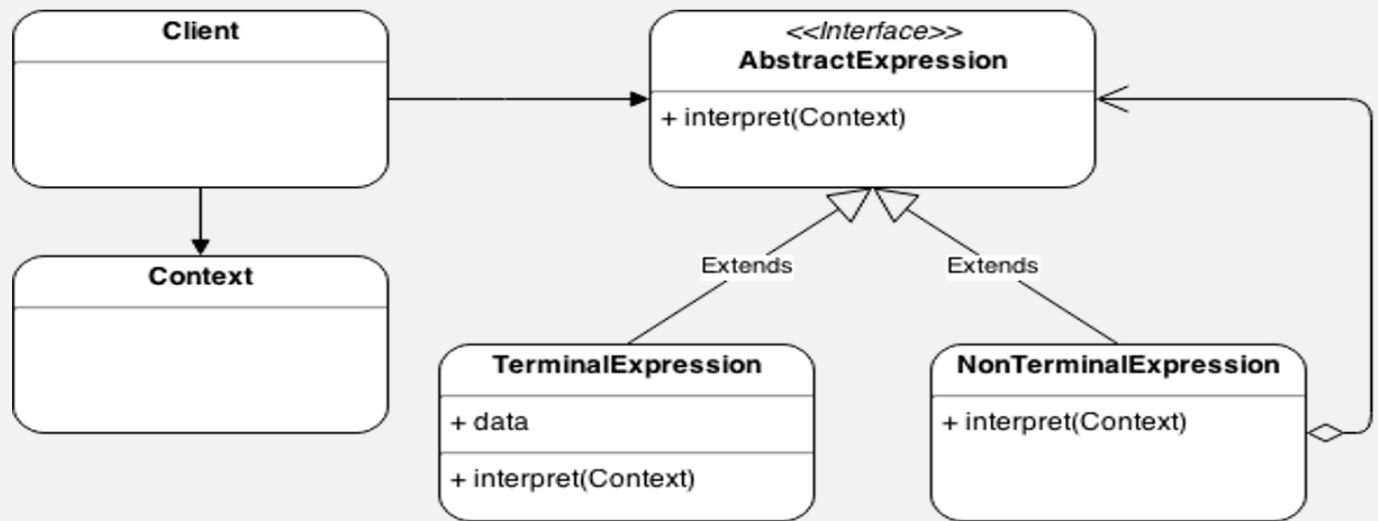 Client
<<Interface>>
AbstractExpression
+ interpret(Context)
Context
Extends
Extends
TerminalExpression
+ data
+ interpret(Context)
NonTerminalExpression
+ interpret(Context)